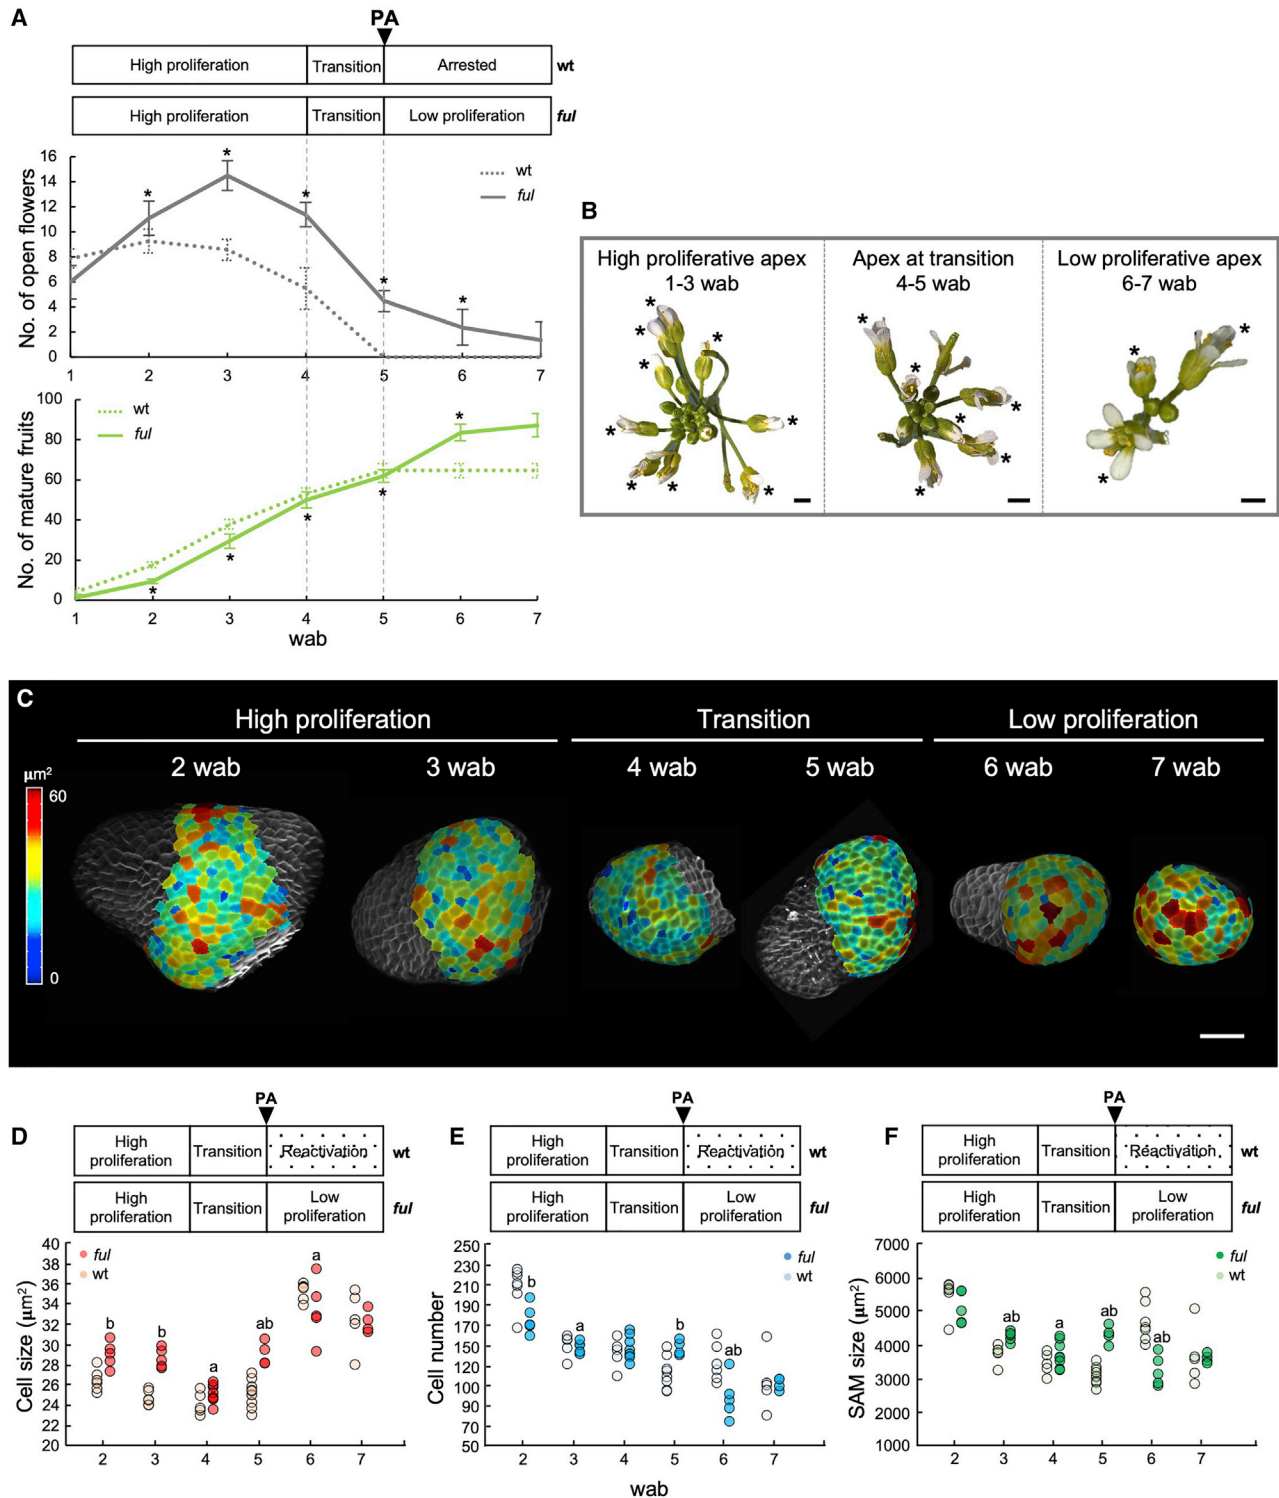 A
PA
High proliferation Transition Arrested wt
High proliferation Transition Low proliferation ful
No. of open flowers
16
14
12
10
8
6
4
2
0
* * * * * *
wt
ful
1 2 3 4 5 6 7
No. of mature fruits
100
80
60
40
20
0
wt
ful
* * * * *
1 2 3 4 5 6 7
wab
B
High proliferative apex
1-3 wab
Apex at transition
4-5 wab
Low proliferative apex
6-7 wab
* * * * * * * * *
* * * * * *
* * *
C
High proliferation Transition Low proliferation
2 wab 3 wab 4 wab 5 wab 6 wab 7 wab
μm²
60
0
D
PA
High
proliferation
Transition Reactivation wt
High
proliferation
Transition
Low
proliferation
ful
Cell size (μm²)
40
38
36
34
32
30
28
26
24
22
20
ful
wt
b b a ab a
2 3 4 5 6 7
E
PA
High
proliferation
Transition Reactivation wt
High
proliferation
Transition
Low
proliferation
ful
Cell number
250
230
210
190
170
150
120
100
90
70
50
ful
wt
b a b ab
2 3 4 5 6 7
wab
F
PA
High
proliferation
Transition Reactivation wt
High
proliferation
Transition
Low
proliferation
ful
SAM size (μm²)
7000
6000
5000
4000
3000
2000
1000
ful
wt
ab a ab ab
2 3 4 5 6 7